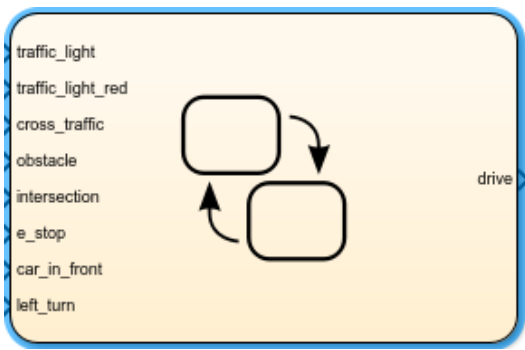 traffic_light
traffic_light_red
cross_traffic
obstacle
intersection
e_stop
car_in_front
left_turn
drive